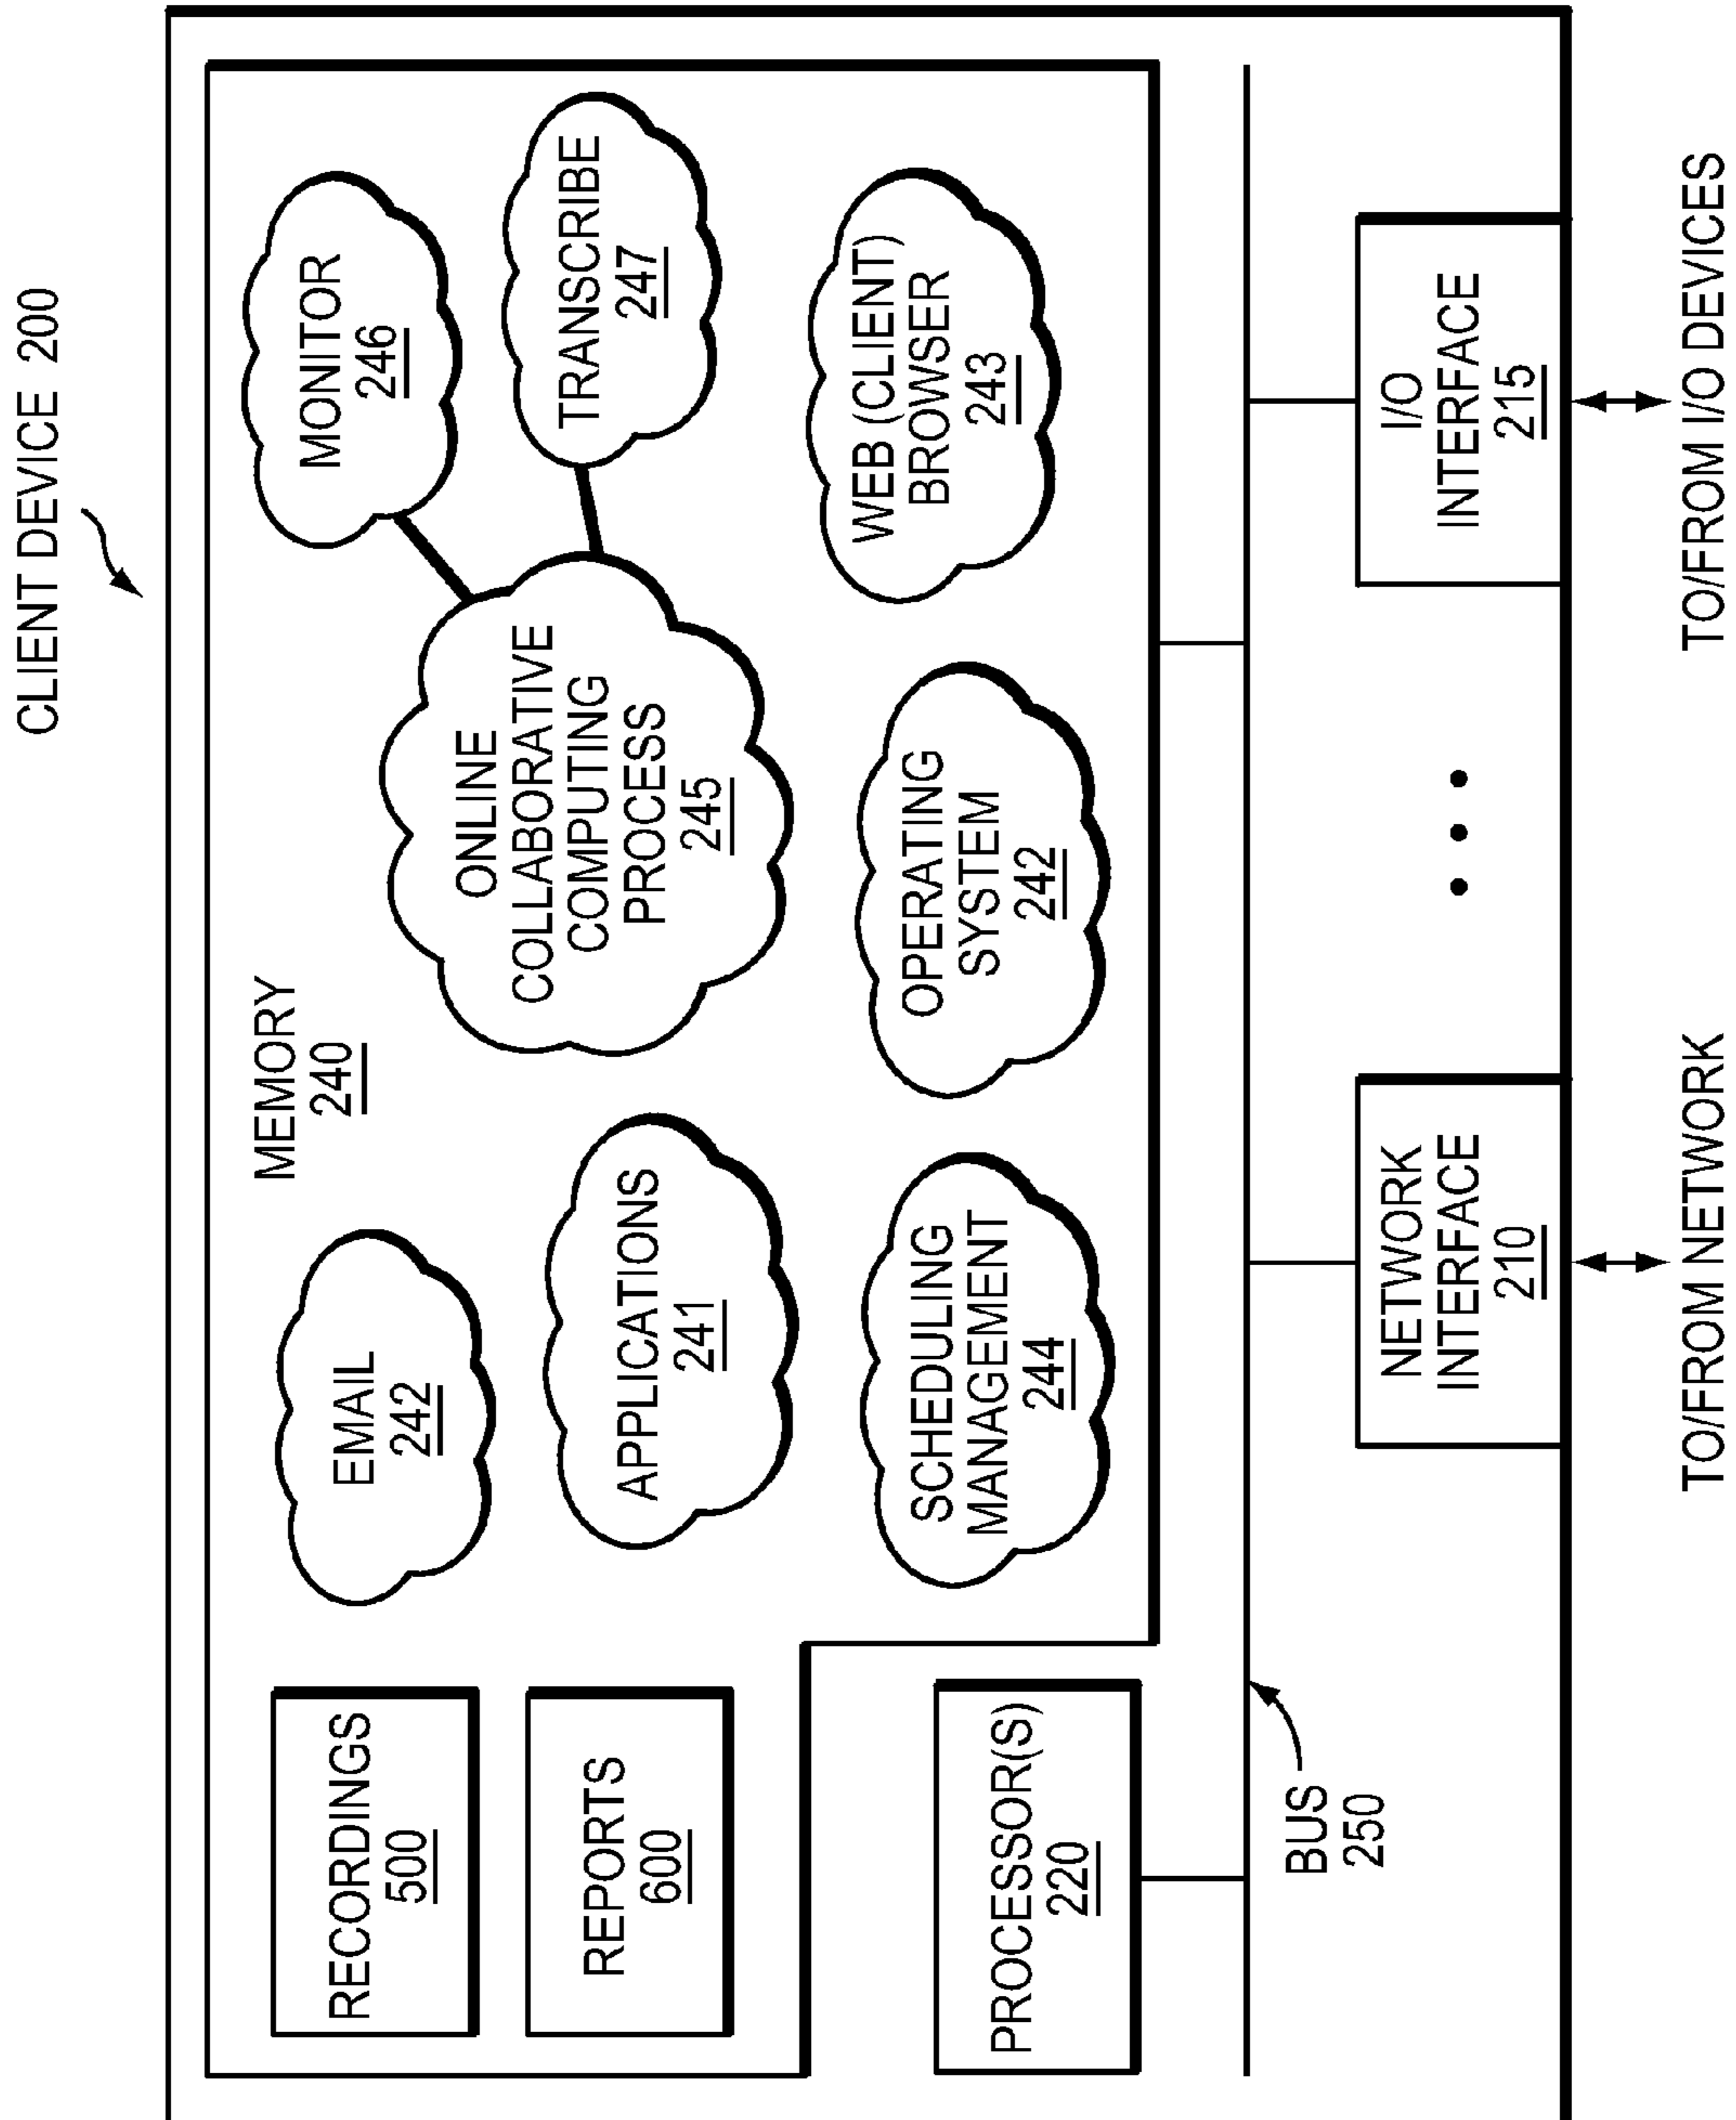 CLIENT DEVICE 200
MEMORY
240
RECORDINGS
500
REPORTS
600
EMAIL
242
APPLICATIONS
241
SCHEDULING
MANAGEMENT
244
ONLINE
COLLABORATIVE
COMPUTING
PROCESS
245
OPERATING
SYSTEM
242
MONITOR
246
TRANSCRIBE
247
WEB (CLIENT)
BROWSER
243
PROCESSOR(S)
220
BUS
250
NETWORK
INTERFACE
210
I/O
INTERFACE
215
TO/FROM NETWORK
TO/FROM I/O DEVICES